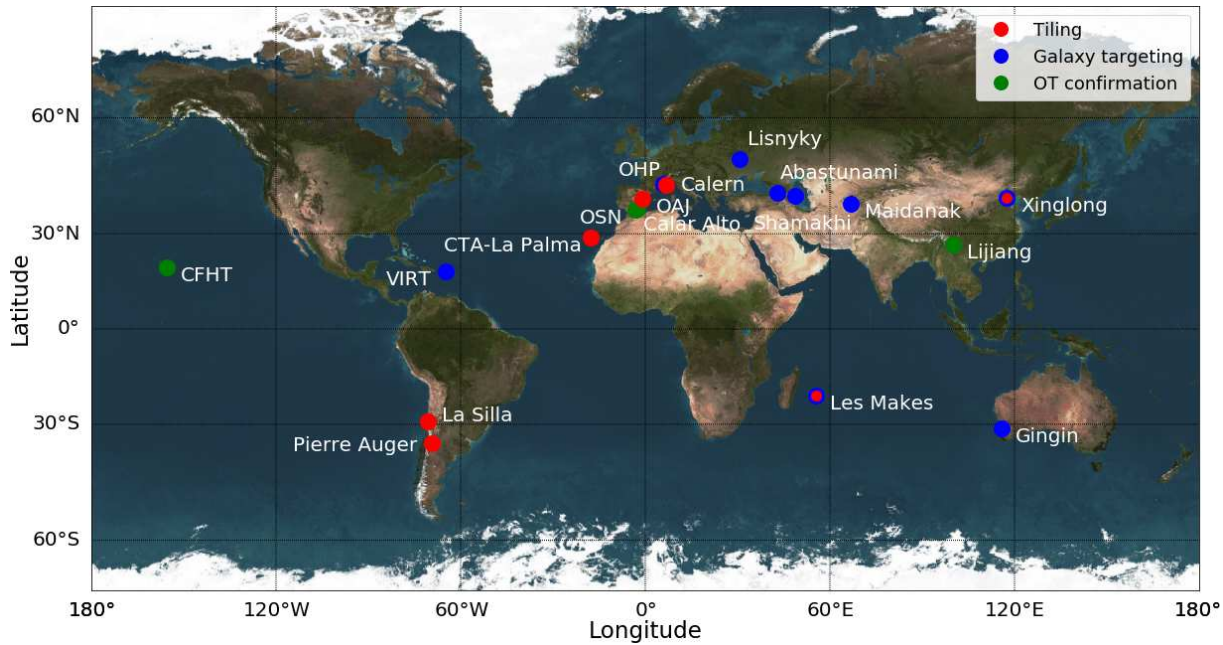 Tiling
Galaxy targeting
OT confirmation
60°N
30°N
0°
30°S
60°S
Latitude
Lisnyky
OHP
Abastunami
Calern
OAJ
OSN
Calar Alto
Shamakhi
Maidanak
Xinglong
CTA-La Palma
Lijiang
CFHT
VIRT
Les Makes
La Silla
Gingin
Pierre Auger
180°
120°W
60°W
0°
60°E
120°E
180°
Longitude